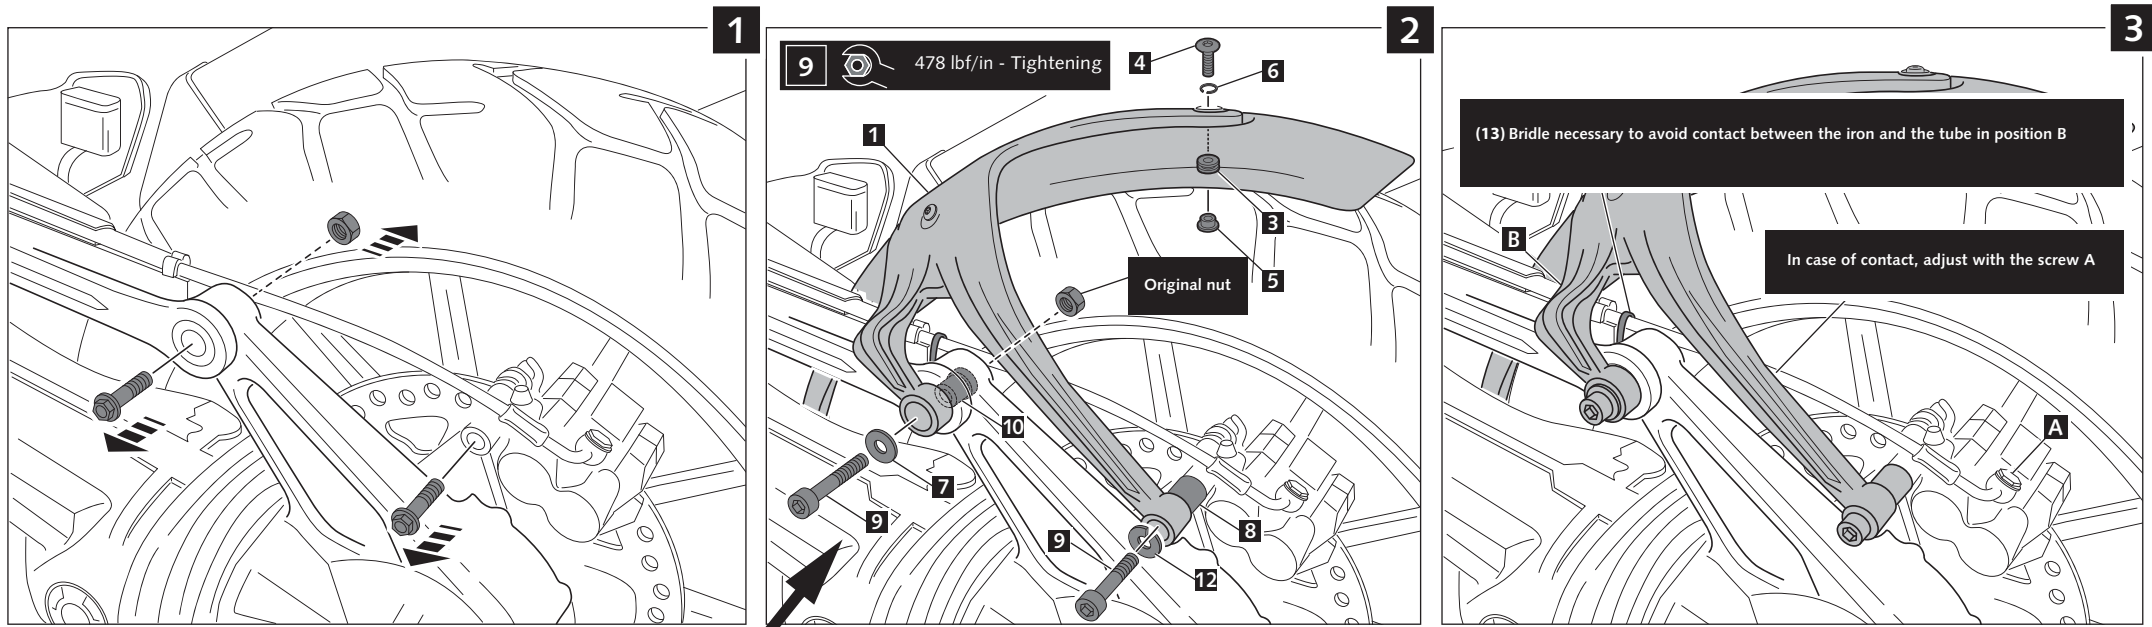 1
9
478 lbf/in - Tightening
4
6
2
1
3
5
Original nut
10
7
9
8
9
12
3
(13) Bridle necessary to avoid contact between the iron and the tube in position B
B
In case of contact, adjust with the screw A
A